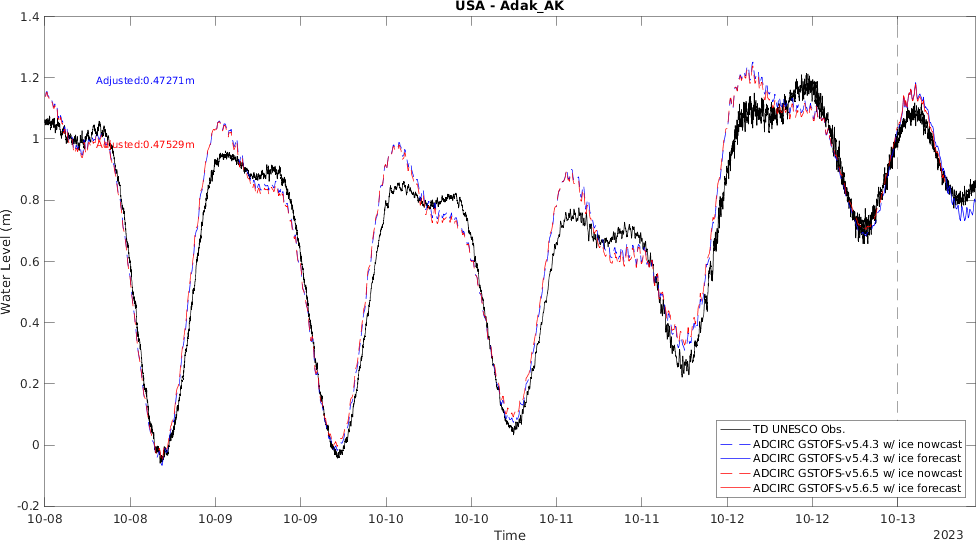 USA - Adak_AK
1.4
1.2
1
0.8
0.6
0.4
0.2
0
-0.2
Water Level (m)
Adjusted:0.47271m
Adjusted:0.47529m
TD UNESCO Obs.
ADCIRC GSTOFS-v5.4.3 w/ ice nowcast
ADCIRC GSTOFS-v5.4.3 w/ ice forecast
ADCIRC GSTOFS-v5.6.5 w/ ice nowcast
ADCIRC GSTOFS-v5.6.5 w/ ice forecast
10-08 10-08 10-09 10-09 10-10 10-10 10-11 10-11 10-12 10-12 10-13
Time
2023